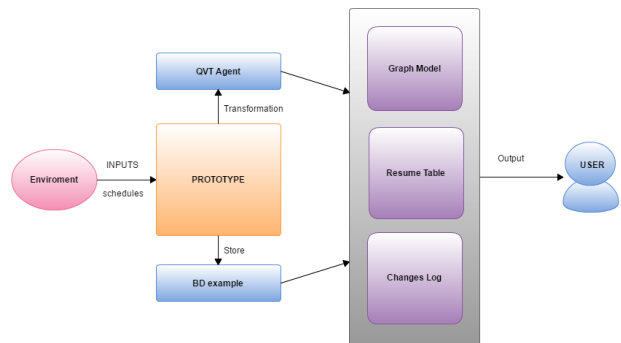 QVT Agent
Graph Model
Transformation
INPUTS
Enviroment
schedules
PROTOTYPE
Resume Table
Output
USER
Store
BD example
Changes Log